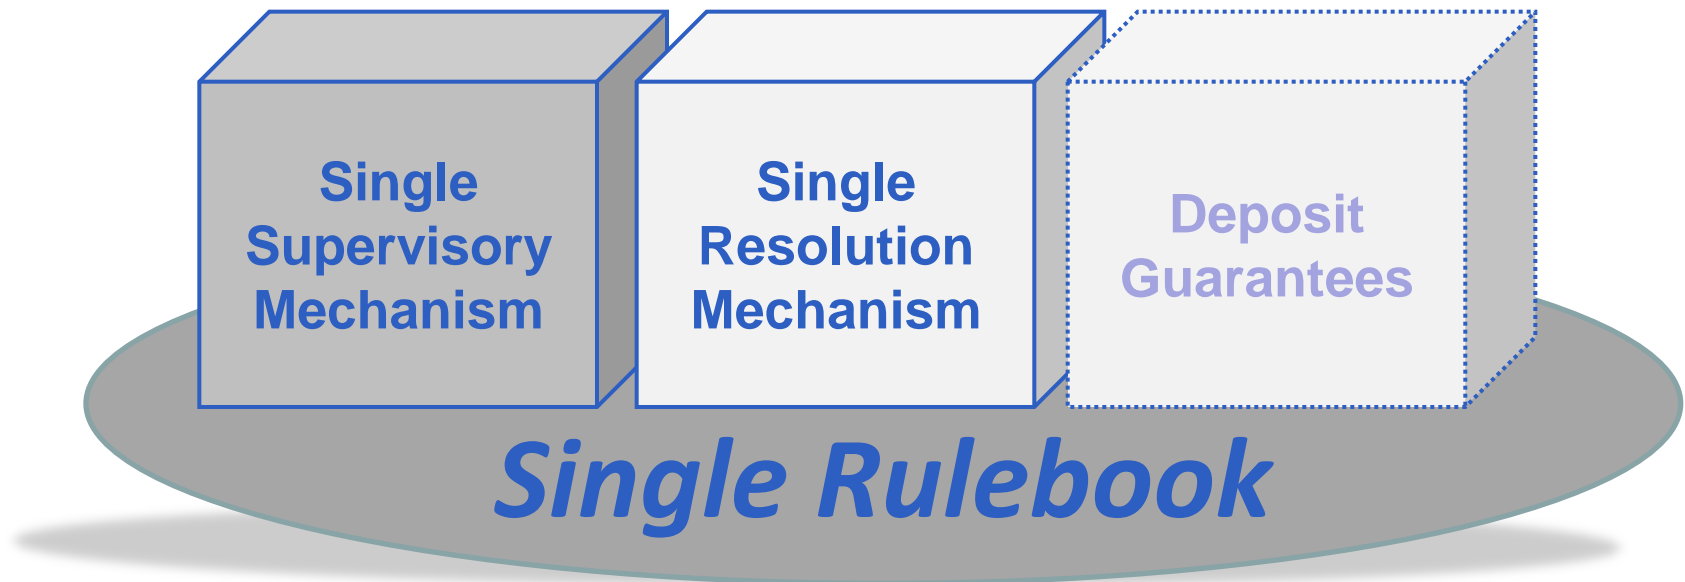 Single
Supervisory
Mechanism
Single
Resolution
Mechanism
Deposit
Guarantees
Single Rulebook